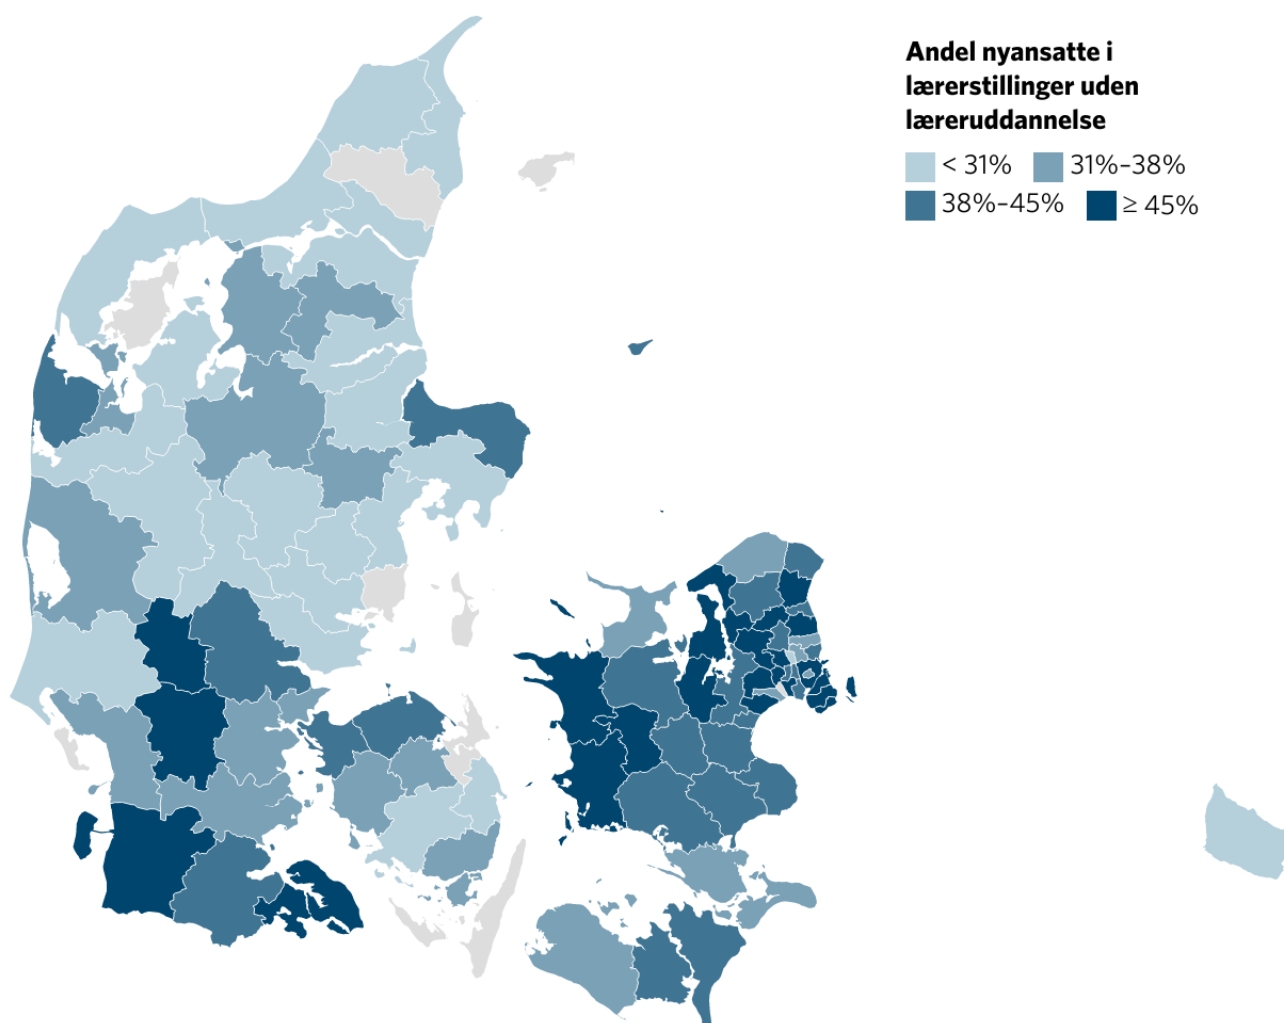 Andel nyansatte i
lærerstillinger uden
læreruddannelse
< 31% 31%–38%
38%–45% ≥ 45%